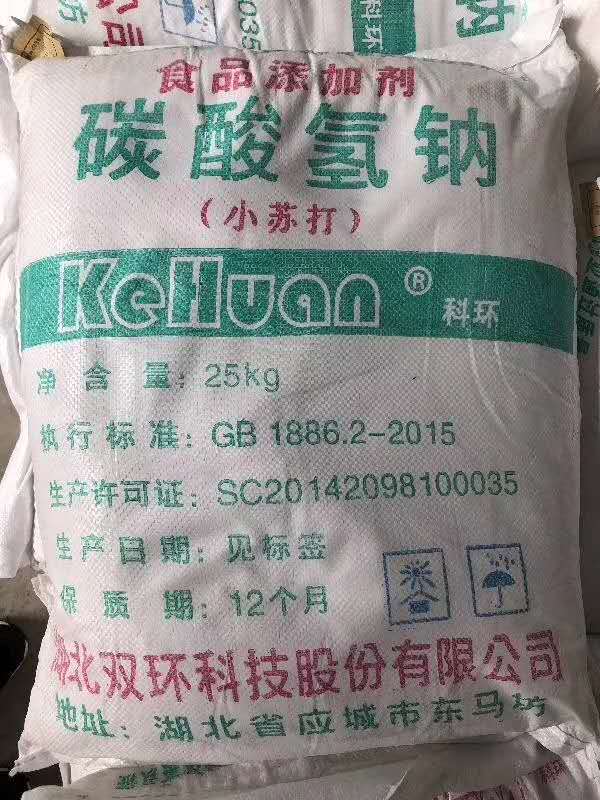 食品添加剂
碳酸氢钠
（小苏打）
KeHuan® 科环
净含量：25kg
执行标准：GB 1886.2-2015
生产许可证：SC20142098100035
生产日期：见标签
保质期：12个月
湖北双环科技股份有限公司
地址：湖北省应城市东马坊